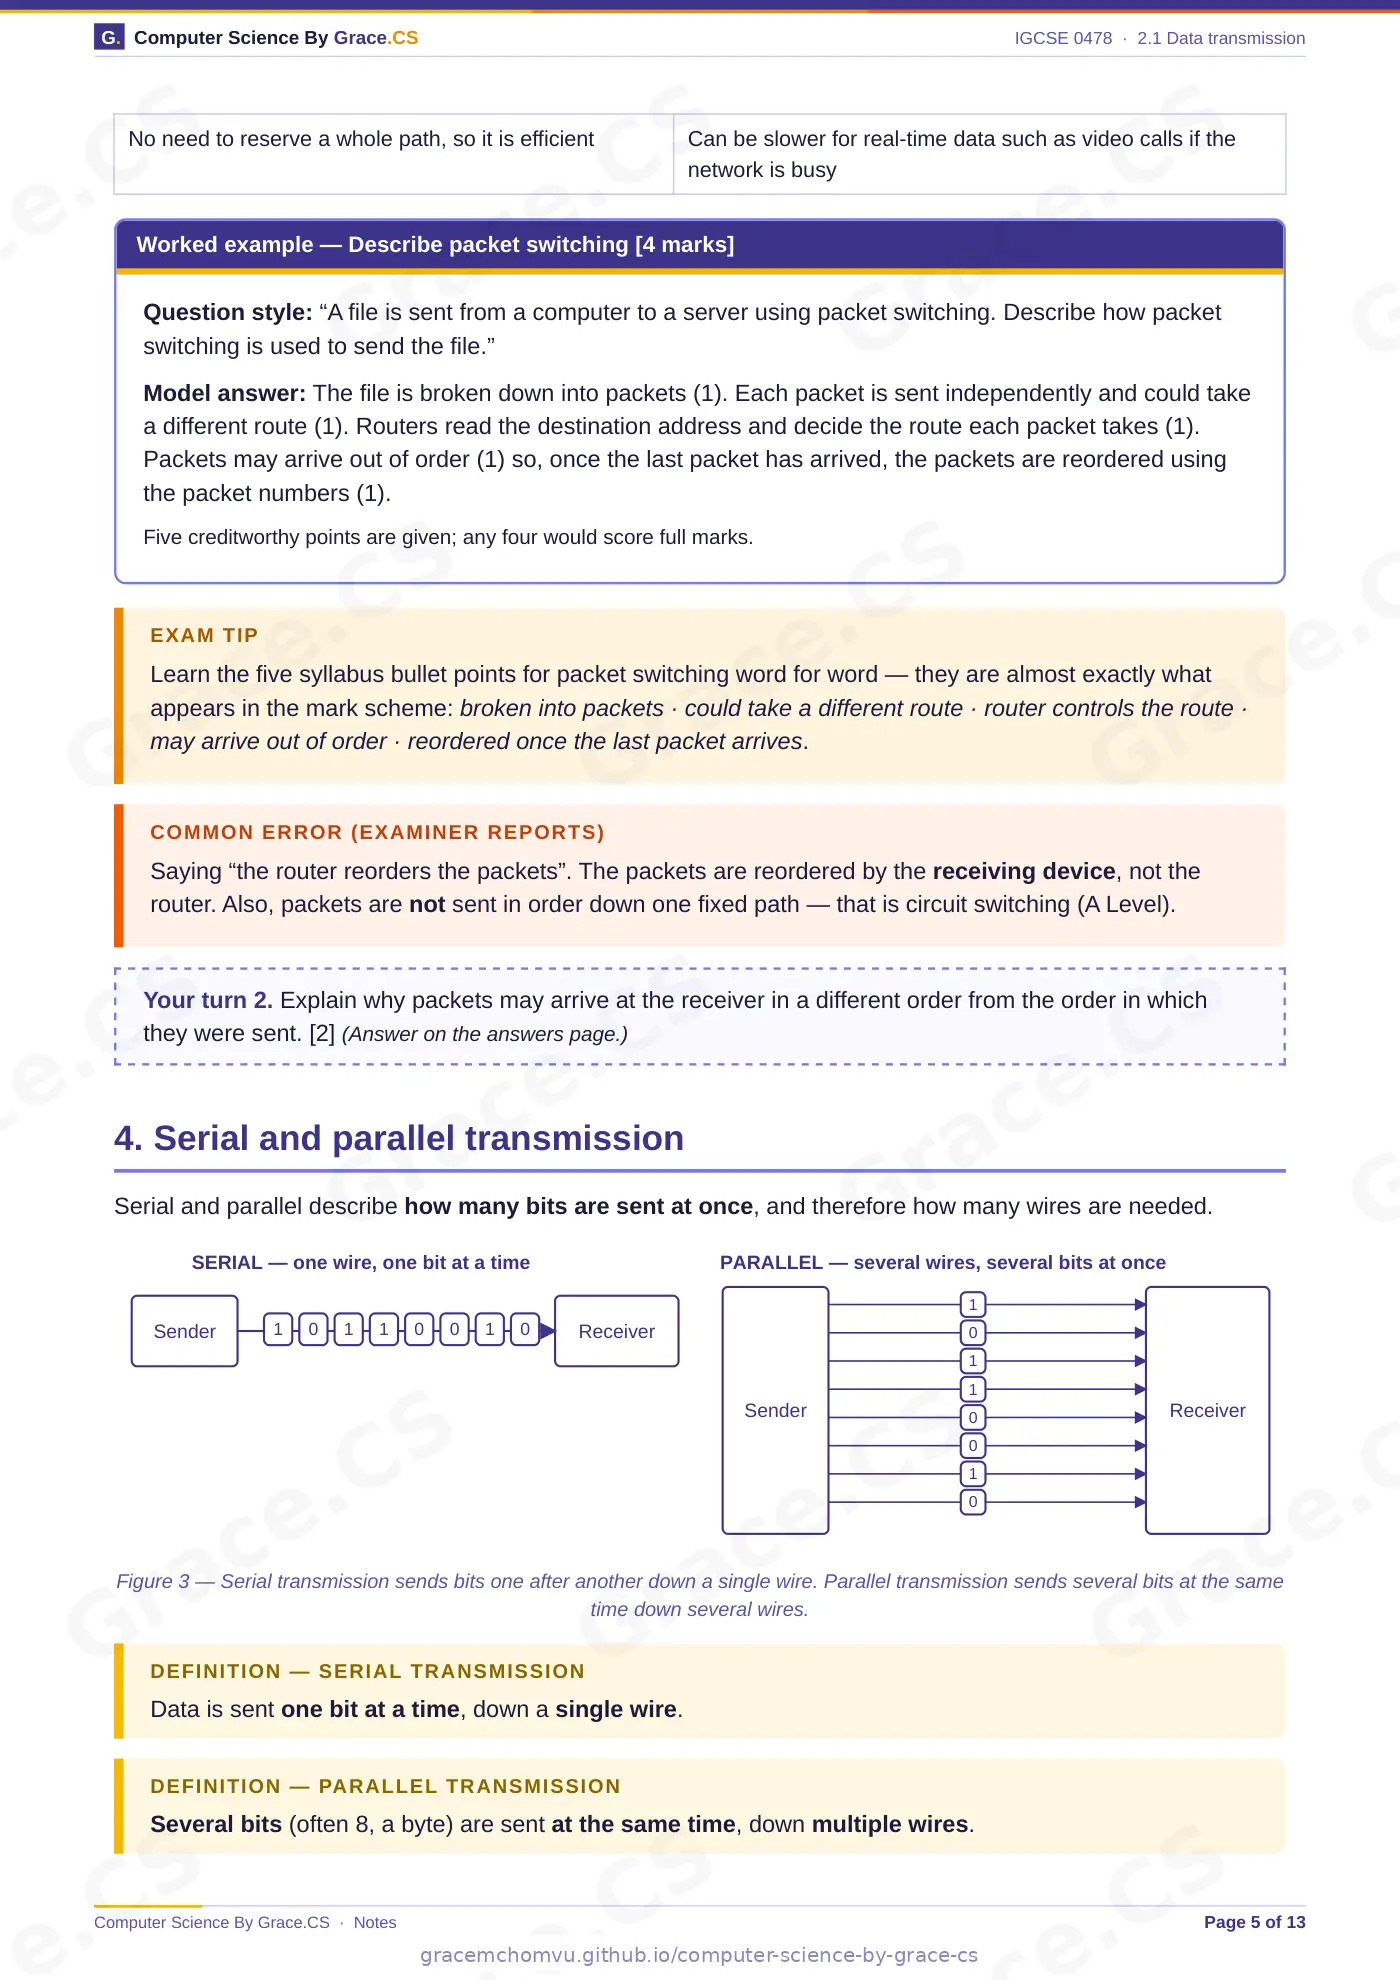 G. Computer Science By Grace.CS
IGCSE 0478 · 2.1 Data transmission
No need to reserve a whole path, so it is efficient
Can be slower for real-time data such as video calls if the
network is busy
Worked example — Describe packet switching [4 marks]
Question style: “A file is sent from a computer to a server using packet switching. Describe how packet
switching is used to send the file.”
Model answer: The file is broken down into packets (1). Each packet is sent independently and could take
a different route (1). Routers read the destination address and decide the route each packet takes (1).
Packets may arrive out of order (1) so, once the last packet has arrived, the packets are reordered using
the packet numbers (1).
Five creditworthy points are given; any four would score full marks.
EXAM TIP
Learn the five syllabus bullet points for packet switching word for word — they are almost exactly what
appears in the mark scheme: broken into packets · could take a different route · router controls the route ·
may arrive out of order · reordered once the last packet arrives.
COMMON ERROR (EXAMINER REPORTS)
Saying “the router reorders the packets”. The packets are reordered by the receiving device, not the
router. Also, packets are not sent in order down one fixed path — that is circuit switching (A Level).
Your turn 2. Explain why packets may arrive at the receiver in a different order from the order in which
they were sent. [2] (Answer on the answers page.)
4. Serial and parallel transmission
Serial and parallel describe how many bits are sent at once, and therefore how many wires are needed.
SERIAL — one wire, one bit at a time
Sender 1 0 1 1 0 0 1 0 Receiver
PARALLEL — several wires, several bits at once
Sender
1
0
1
1
0
0
1
0
Receiver
Figure 3 — Serial transmission sends bits one after another down a single wire. Parallel transmission sends several bits at the same
time down several wires.
DEFINITION — SERIAL TRANSMISSION
Data is sent one bit at a time, down a single wire.
DEFINITION — PARALLEL TRANSMISSION
Several bits (often 8, a byte) are sent at the same time, down multiple wires.
Computer Science By Grace.CS · Notes
Page 5 of 13
gracemchomvu.github.io/computer-science-by-grace-cs